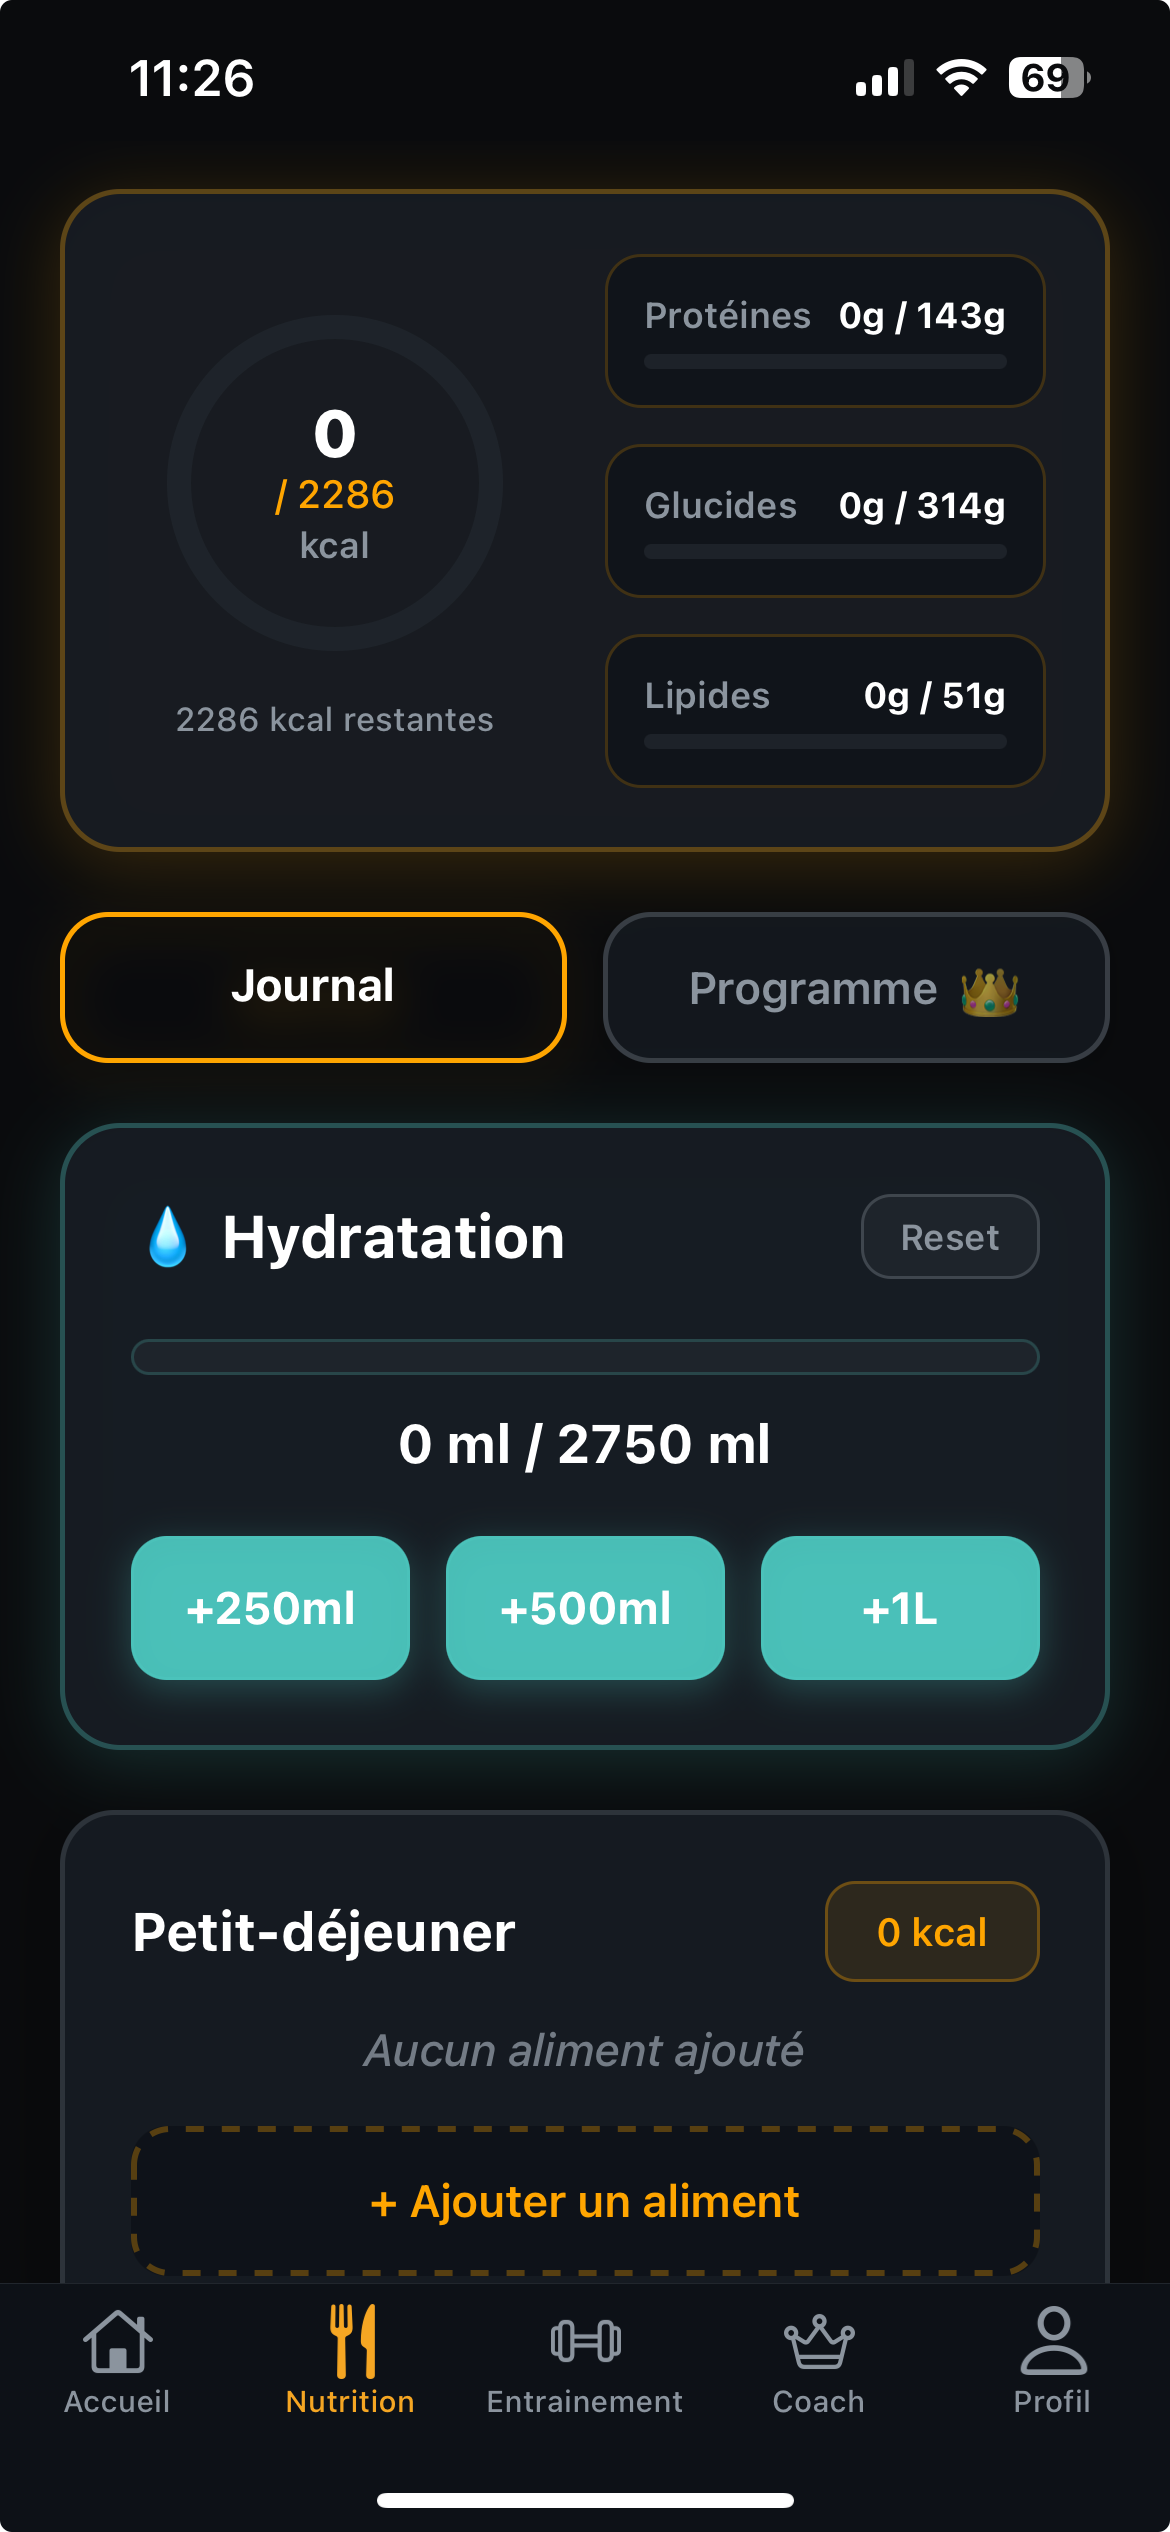 11:26
69
0
/ 2286
kcal
2286 kcal restantes
Protéines 0g / 143g
Glucides 0g / 314g
Lipides 0g / 51g
Journal
Programme 👑
💧 Hydratation
Reset
0 ml / 2750 ml
+250ml +500ml +1L
Petit-déjeuner
0 kcal
Aucun aliment ajouté
+ Ajouter un aliment
Accueil Nutrition Entrainement Coach Profil